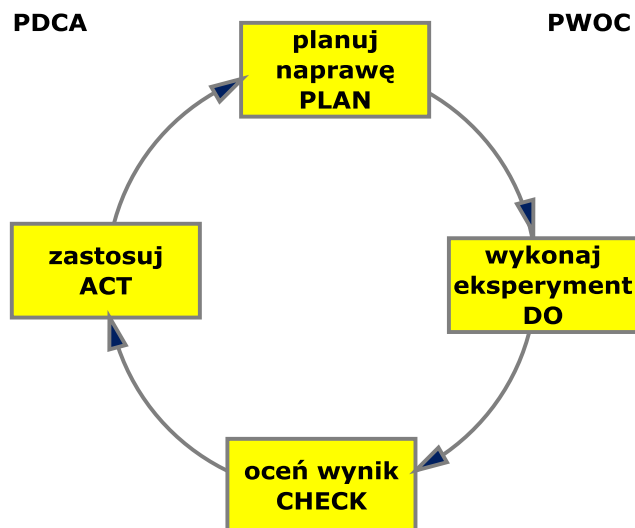 PDCA
PWOC
planuj
naprawę
PLAN
wykonaj
eksperyment
DO
oceń wynik
CHECK
zastosuj
ACT